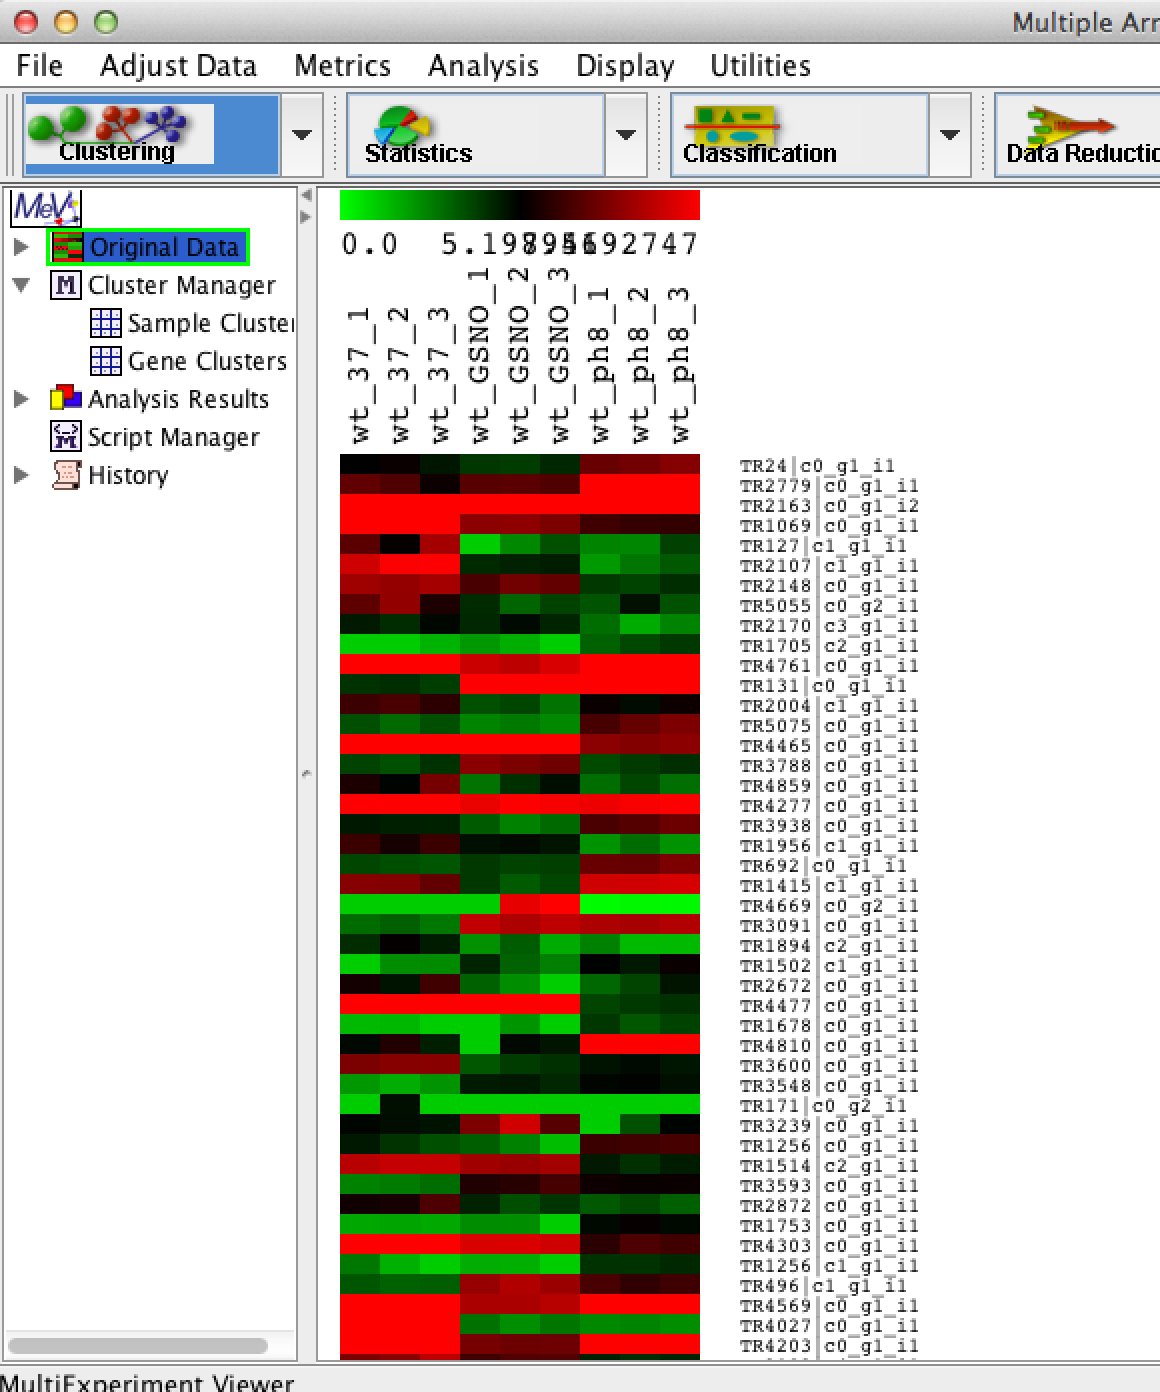 Multiple Arr
File Adjust Data Metrics Analysis Display Utilities
Clustering Statistics Classification Data Reductio
MeV
Original Data
Cluster Manager
Sample Cluster
Gene Clusters
Analysis Results
Script Manager
History
0.0
wt_37_1
wt_37_2
wt_37_3
wt_GSNO_1
wt_GSNO_2
wt_GSNO_3
wt_ph8_1
wt_ph8_2
wt_ph8_3
TR24|c0_g1_i1
TR2779|c0_g1_i1
TR2163|c0_g1_i2
TR1069|c0_g1_i1
TR127|c1_g1_i1
TR2107|c1_g1_i1
TR2148|c0_g1_i1
TR5055|c0_g2_i1
TR2170|c3_g1_i1
TR1705|c2_g1_i1
TR4761|c0_g1_i1
TR131|c0_g1_i1
TR2004|c1_g1_i1
TR5075|c0_g1_i1
TR4465|c0_g1_i1
TR3788|c0_g1_i1
TR4859|c0_g1_i1
TR4277|c0_g1_i1
TR3938|c0_g1_i1
TR1956|c1_g1_i1
TR692|c0_g1_i1
TR1415|c1_g1_i1
TR4669|c0_g2_i1
TR3091|c0_g1_i1
TR1894|c2_g1_i1
TR1502|c1_g1_i1
TR2672|c0_g1_i1
TR4477|c0_g1_i1
TR1678|c0_g1_i1
TR4810|c0_g1_i1
TR3600|c0_g1_i1
TR3548|c0_g1_i1
TR171|c0_g2_i1
TR3239|c0_g1_i1
TR1256|c0_g1_i1
TR1514|c2_g1_i1
TR3593|c0_g1_i1
TR2872|c0_g1_i1
TR1753|c0_g1_i1
TR4303|c0_g1_i1
TR1256|c1_g1_i1
TR496|c1_g1_i1
TR4569|c0_g1_i1
TR4027|c0_g1_i1
TR4203|c0_g1_i1
MultiExperiment Viewer